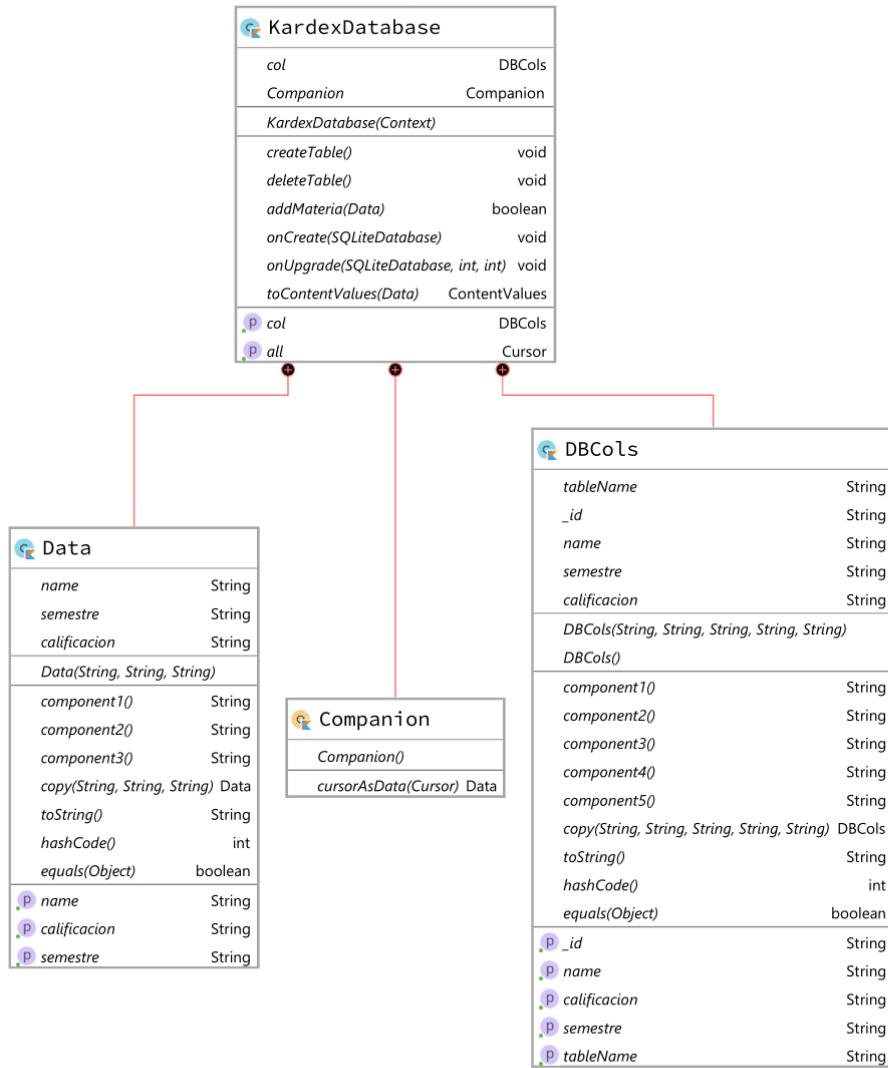 KardexDatabase
col DBCols
Companion Companion
KardexDatabase(Context)
createTable() void
deleteTable() void
addMateria(Data) boolean
onCreate(SQLiteDatabase) void
onUpgrade(SQLiteDatabase, int, int) void
toContentValues(Data) ContentValues
p col DBCols
p all Cursor
Data
name String
semestre String
calificacion String
Data(String, String, String)
component1() String
component2() String
component3() String
copy(String, String, String) Data
toString() String
hashCode() int
equals(Object) boolean
p name String
p calificacion String
p semestre String
Companion
Companion()
cursorAsData(Cursor) Data
DBCols
tableName String
_id String
name String
semestre String
calificacion String
DBCols(String, String, String, String, String)
DBCols()
component1() String
component2() String
component3() String
component4() String
component5() String
copy(String, String, String, String, String) DBCols
toString() String
hashCode() int
equals(Object) boolean
p _id String
p name String
p calificacion String
p semestre String
p tableName String